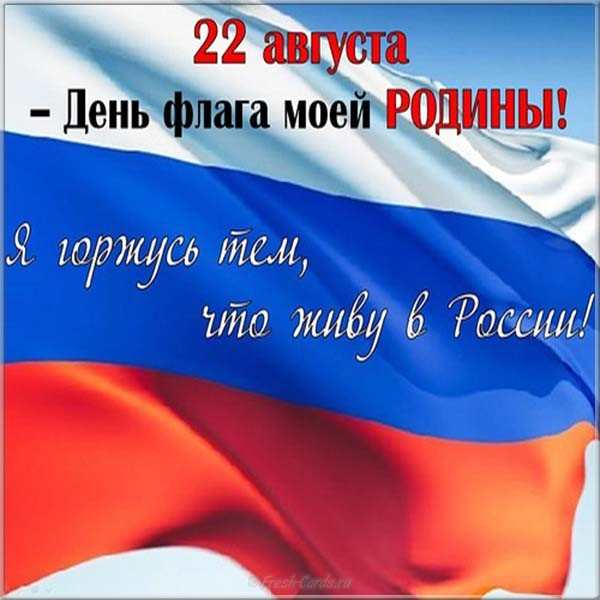 22 августа
- День флага моей РОДИНЫ!
Я горжусь тем,
что живу в России!
©Fresh-Cards.ru